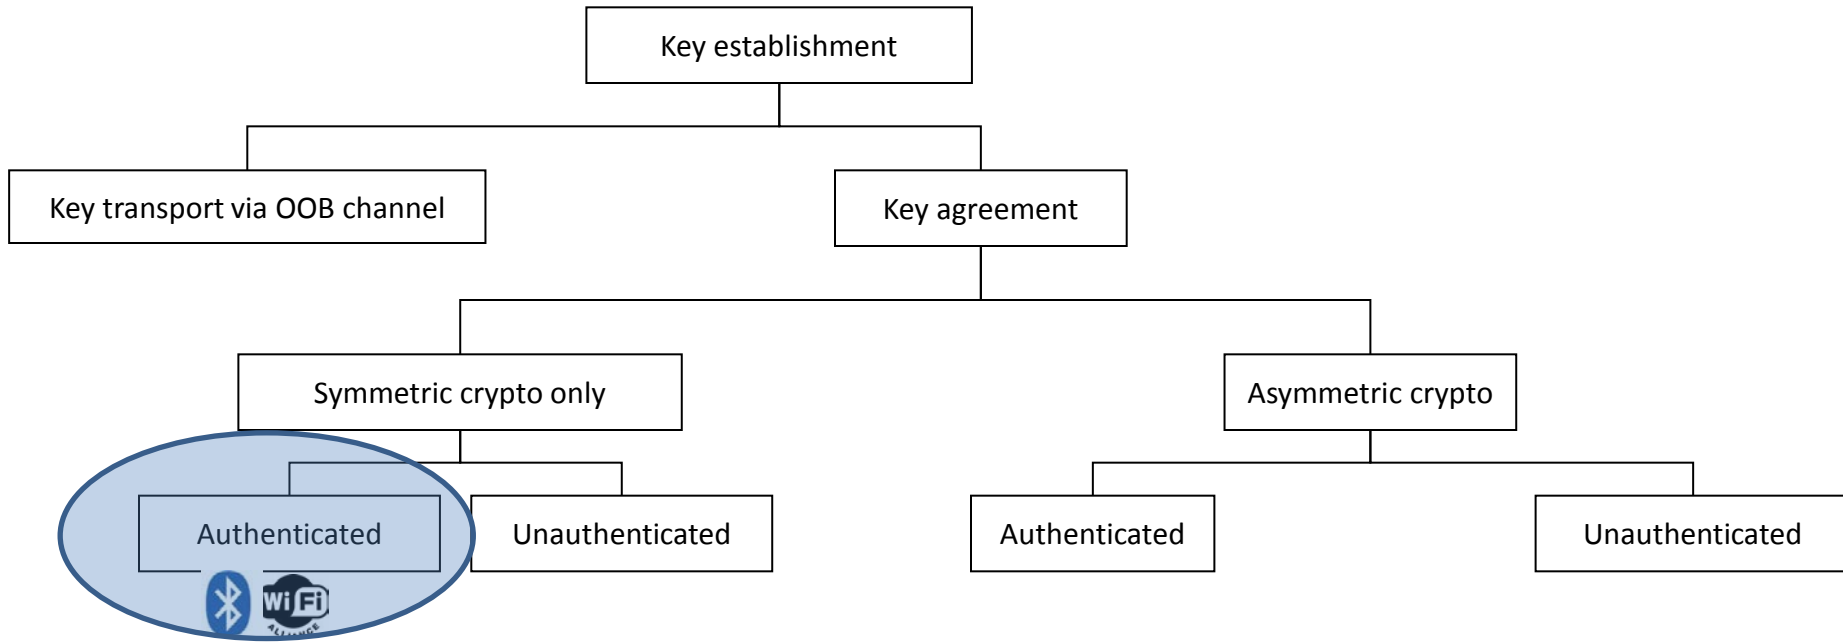 Key establishment
Key transport via OOB channel
Key agreement
Symmetric crypto only
Asymmetric crypto
Authenticated
Unauthenticated
Authenticated
Unauthenticated
Wi Fi
ALLIANCE